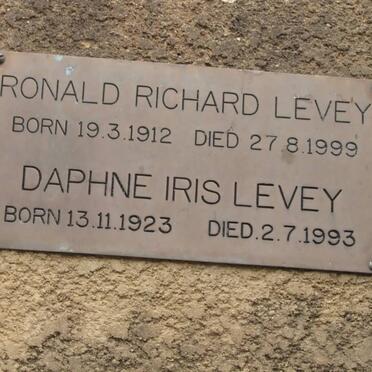 RONALD RICHARD LEVEY
BORN 19.3.1912 DIED 27.8.1999
DAPHNE IRIS LEVEY
BORN 13.11.1923 DIED.2.7.1993